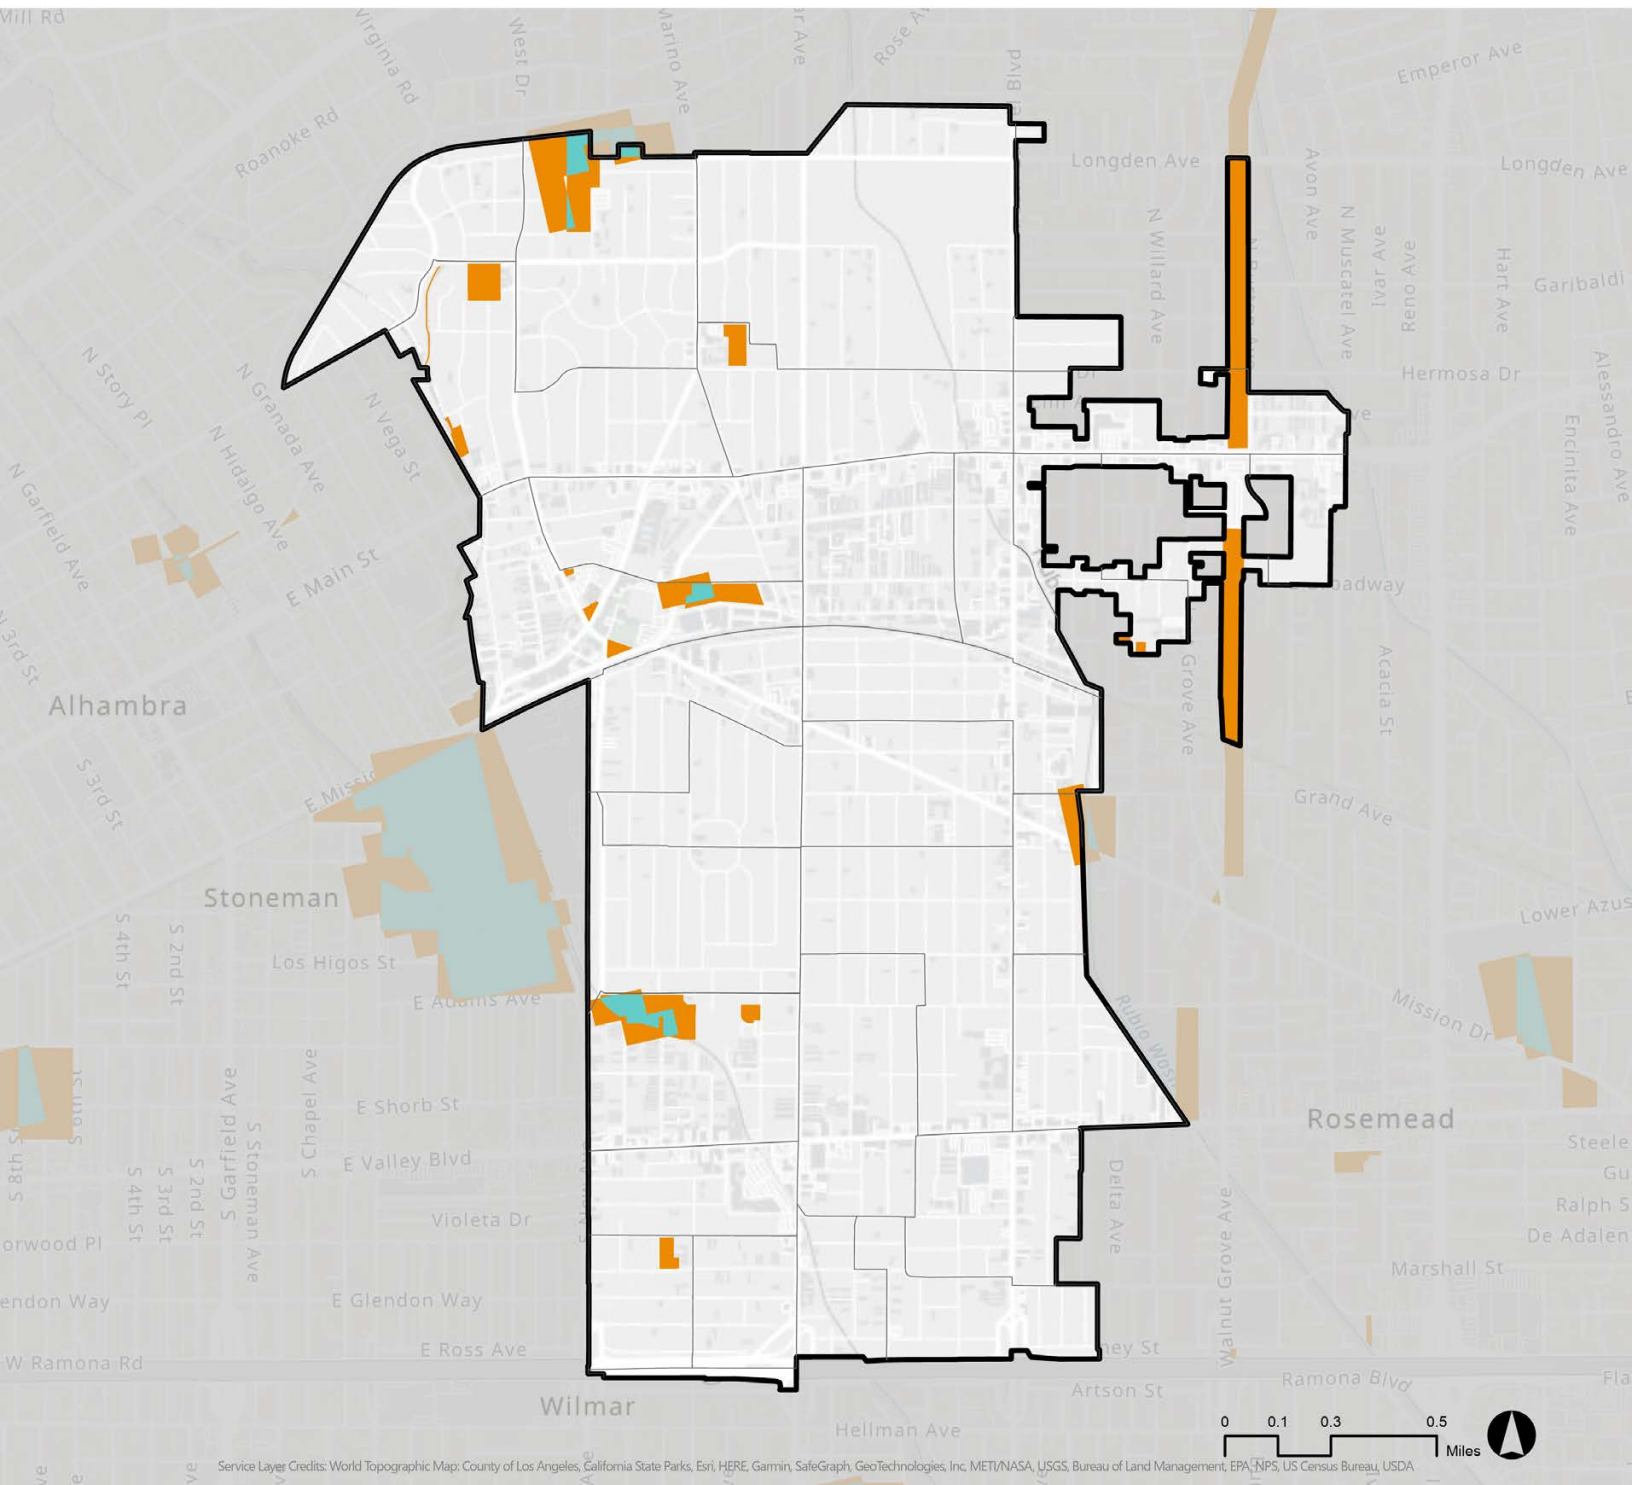 Mill Rd
Virginia Rd
West Dr
Marino Ave
Rose Av
Emperor Ave
Roanoke Rd
Longden Ave
Longden Ave
Avon Ave
N Willard Ave
N Muscatel Ave
Ivar Ave
Reno Ave
Hart Ave
Garibaldi
N Story Pl
N Granada Ave
N Vega St
Hermosa Dr
Alessandro Ave
N Hidalgo Ave
N Garfield Ave
Encinita Ave
E Main St
N 3rd St
Alhambra
Grove Ave
Acacia St
S 3rd St
E Missi
Grand Ave
Stoneman
S 4th St
S 2nd St
Lower Azus
Los Higos St
E Adams Ave
Rubio Wash
Mission Dr
S Garfield Ave
S Chapel Ave
E Shorb St
Rosemead
S Stoneman Ave
S 8th St
S 4th St
S 3rd St
S 2nd St
E Valley Blvd
Delta Ave
Steele
Gu
Ralph S
De Adalen
Violeta Dr
orwood Pl
Walnut Grove Ave
Marshall St
endon Way
E Glendon Way
E Ross Ave
ney St
W Ramona Rd
Ramona Blvd
Fla
Artson St
Wilmar
Hellman Ave
0 0.1 0.3 0.5
Miles
Service Layer Credits: World Topographic Map: County of Los Angeles, California State Parks, Esri, HERE, Garmin, SafeGraph, GeoTechnologies, Inc, METI/NASA, USGS, Bureau of Land Management, EPA, NPS, US Census Bureau, USDA